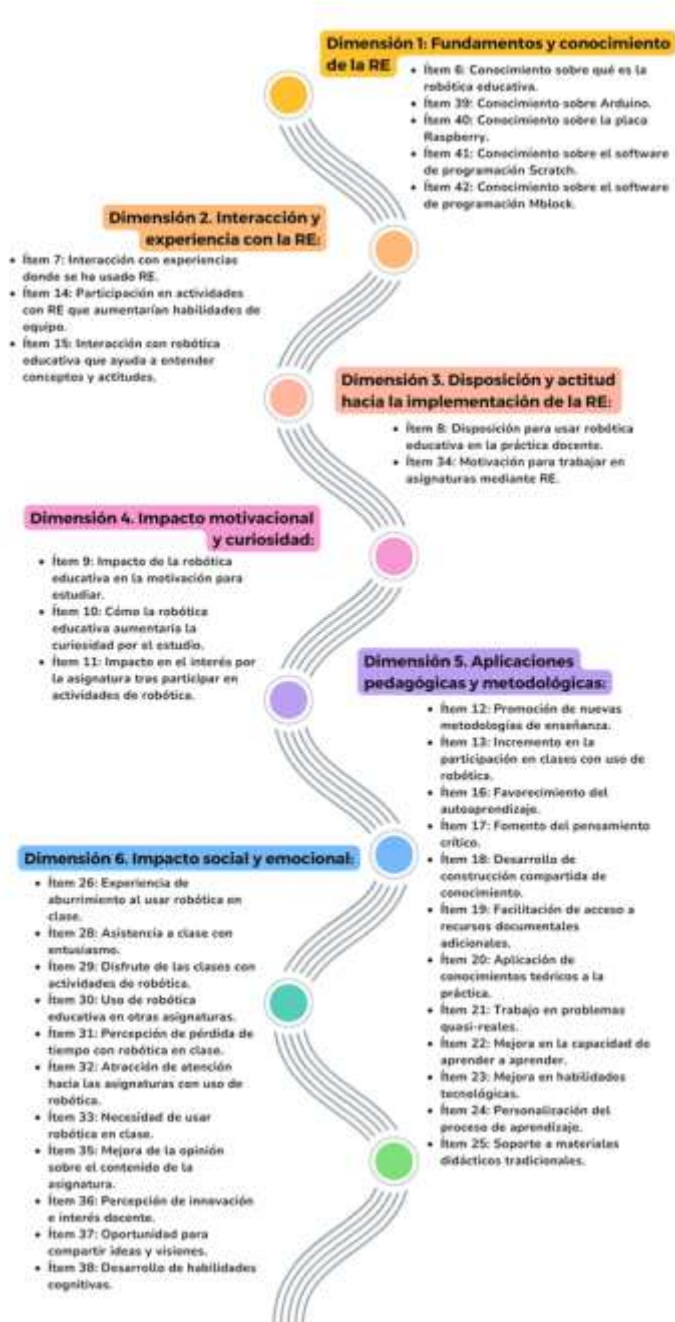 Dimensión 1: Fundamentos y conocimiento
de la RE
• Ítem 6: Conocimiento sobre qué es la
robótica educativa.
• Ítem 39: Conocimiento sobre Arduino.
• Ítem 40: Conocimiento sobre la placa
Raspberry.
• Ítem 41: Conocimiento sobre el software
de programación Scratch.
• Ítem 42: Conocimiento sobre el software
de programación Mblock.
Dimensión 2. Interacción y
experiencia con la RE:
• Ítem 7: Interacción con experiencias
donde se ha usado RE.
• Ítem 14: Participación en actividades
con RE que aumentarían habilidades de
equipo.
• Ítem 15: Interacción con robótica
educativa que ayuda a entender
conceptos y actitudes.
Dimensión 3. Disposición y actitud
hacia la implementación de la RE:
• Ítem 8: Disposición para usar robótica
educativa en la práctica docente.
• Ítem 34: Motivación para trabajar en
asignaturas mediante RE.
Dimensión 4. Impacto motivacional
y curiosidad:
• Ítem 9: Impacto de la robótica
educativa en la motivación para
estudiar.
• Ítem 10: Cómo la robótica
educativa aumentaría la
curiosidad por el estudio.
• Ítem 11: Impacto en el interés por
la asignatura tras participar en
actividades de robótica.
Dimensión 5. Aplicaciones
pedagógicas y metodológicas:
• Ítem 12: Promoción de nuevas
metodologías de enseñanza.
• Ítem 13: Incremento en la
participación en clases con uso de
robótica.
• Ítem 16: Favorecimiento del
autoaprendizaje.
• Ítem 17: Fomento del pensamiento
crítico.
• Ítem 18: Desarrollo de
construcción compartida de
conocimiento.
• Ítem 19: Facilitación de acceso a
recursos documentales
adicionales.
• Ítem 20: Aplicación de
conocimientos teóricos a la
práctica.
• Ítem 21: Trabajo en problemas
quasi-reales.
• Ítem 22: Mejora en la capacidad de
aprender a aprender.
• Ítem 23: Mejora en habilidades
tecnológicas.
• Ítem 24: Personalización del
proceso de aprendizaje.
• Ítem 25: Soporte a materiales
didácticos tradicionales.
Dimensión 6. Impacto social y emocional:
• Ítem 26: Experiencia de
aburrimiento al usar robótica en
clase.
• Ítem 28: Asistencia a clase con
entusiasmo.
• Ítem 29: Disfrute de las clases con
actividades de robótica.
• Ítem 30: Uso de robótica
educativa en otras asignaturas.
• Ítem 31: Percepción de pérdida de
tiempo con robótica en clase.
• Ítem 32: Atracción de atención
hacia las asignaturas con uso de
robótica.
• Ítem 33: Necesidad de usar
robótica en clase.
• Ítem 35: Mejora de la opinión
sobre el contenido de la
asignatura.
• Ítem 36: Percepción de innovación
e interés docente.
• Ítem 37: Oportunidad para
compartir ideas y visiones.
• Ítem 38: Desarrollo de habilidades
cognitivas.